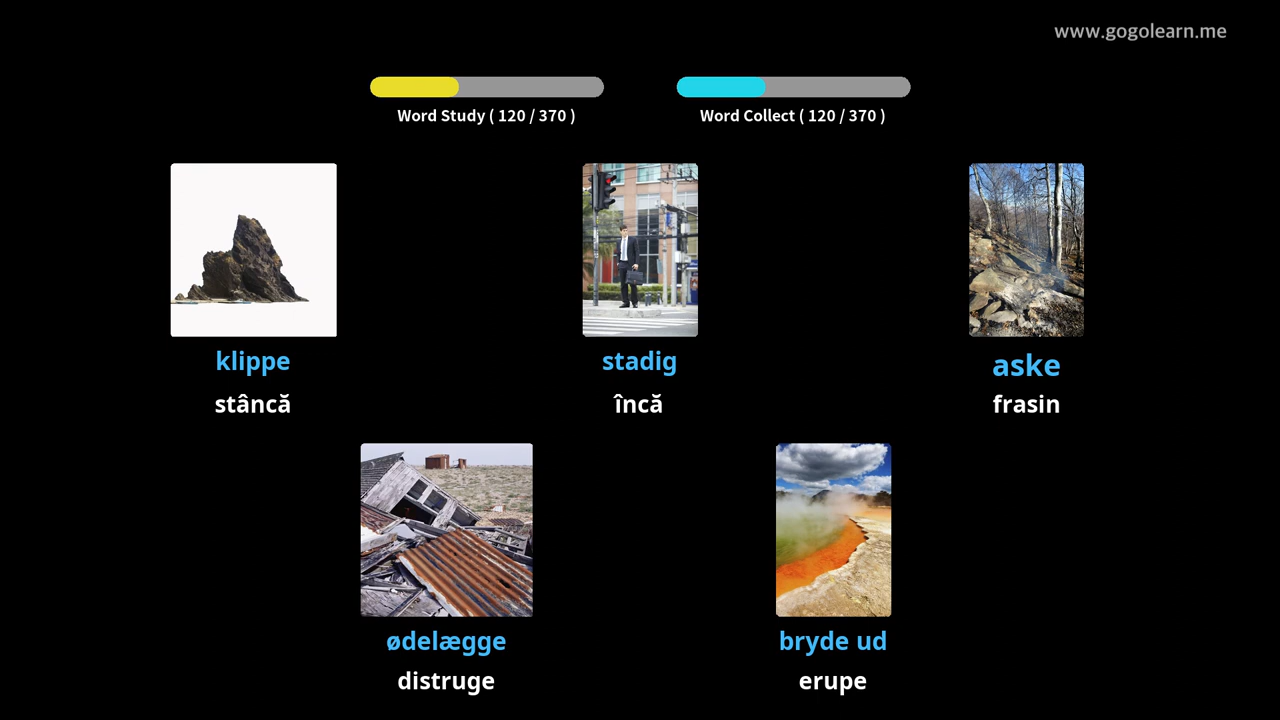 www.gogolearn.me
Word Study ( 120 / 370 )
Word Collect ( 120 / 370 )
klippe
stâncă
stadig
încă
aske
frasin
ødelægge
distruge
bryde ud
erupe